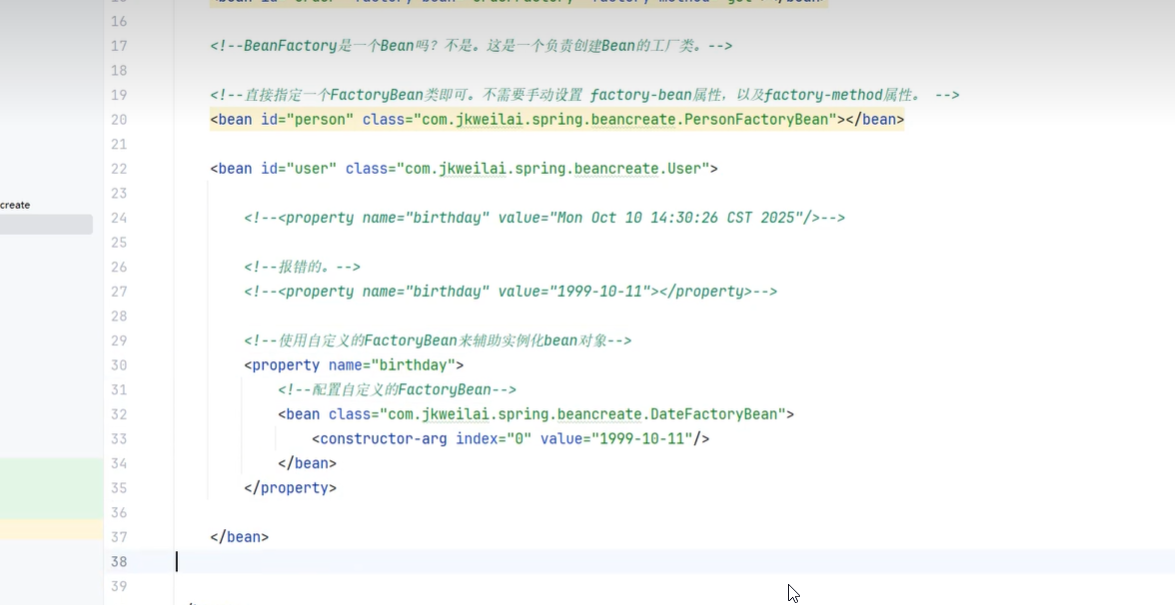 <bean id="order" factory-bean="orderFactory" factory-method="get"></bean>
16
17 <!--BeanFactory是一个Bean吗？不是。这是一个负责创建Bean的工厂类。-->
18
19 <!--直接指定一个FactoryBean类即可。不需要手动设置 factory-bean属性，以及factory-method属性。 -->
20 <bean id="person" class="com.jkweilai.spring.beancreate.PersonFactoryBean"></bean>
21
22 <bean id="user" class="com.jkweilai.spring.beancreate.User">
23
create
24 <!--<property name="birthday" value="Mon Oct 10 14:30:26 CST 2025"/>-->
25
26 <!--报错的。-->
27 <!--<property name="birthday" value="1999-10-11"></property>-->
28
29 <!--使用自定义的FactoryBean来辅助实例化bean对象-->
30 <property name="birthday">
31 <!--配置自定义的FactoryBean-->
32 <bean class="com.jkweilai.spring.beancreate.DateFactoryBean">
33 <constructor-arg index="0" value="1999-10-11"/>
34 </bean>
35 </property>
36
37 </bean>
38
39